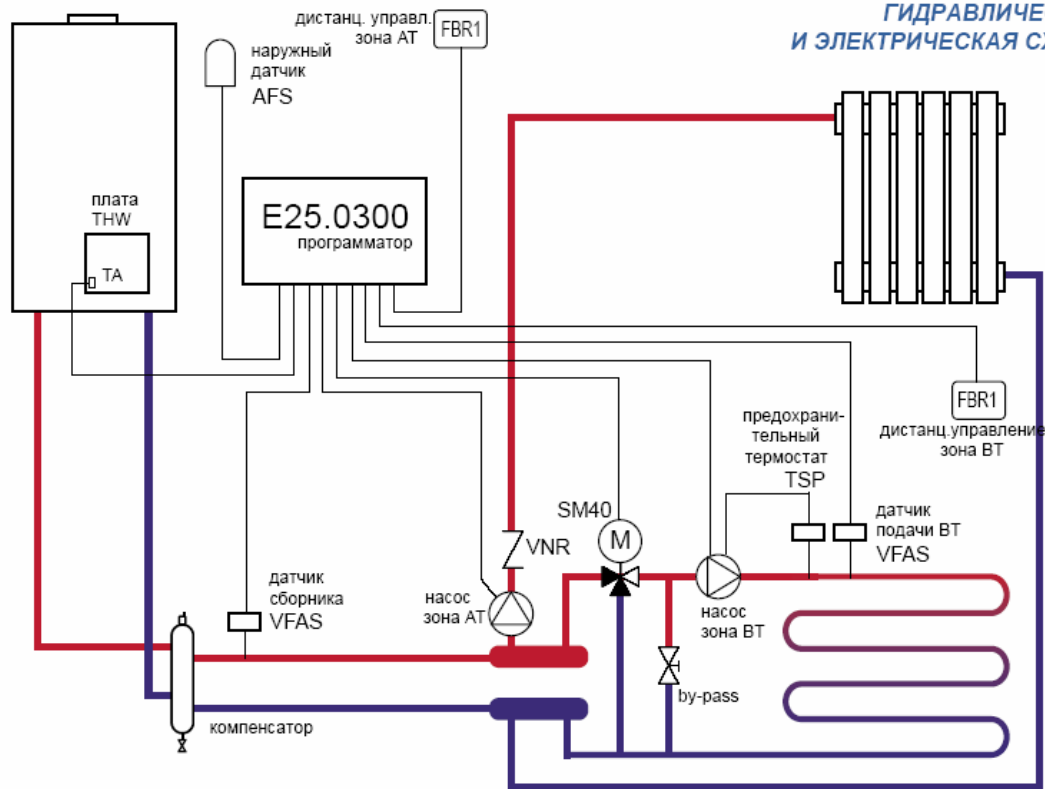 ГИДРАВЛИЧЕ
И ЭЛЕКТРИЧЕСКАЯ СХ
дистанц. управл.
зона АТ
FBR1
наружный
датчик
AFS
плата
THW
TA
E25.0300
программатор
FBR1
дистанц.управление
зона ВТ
предохрани-
тельный
термостат
TSP
SM40
M
датчик
подачи ВТ
VFAS
VNR
датчик
сборника
VFAS
насос
зона АТ
насос
зона ВТ
by-pass
компенсатор